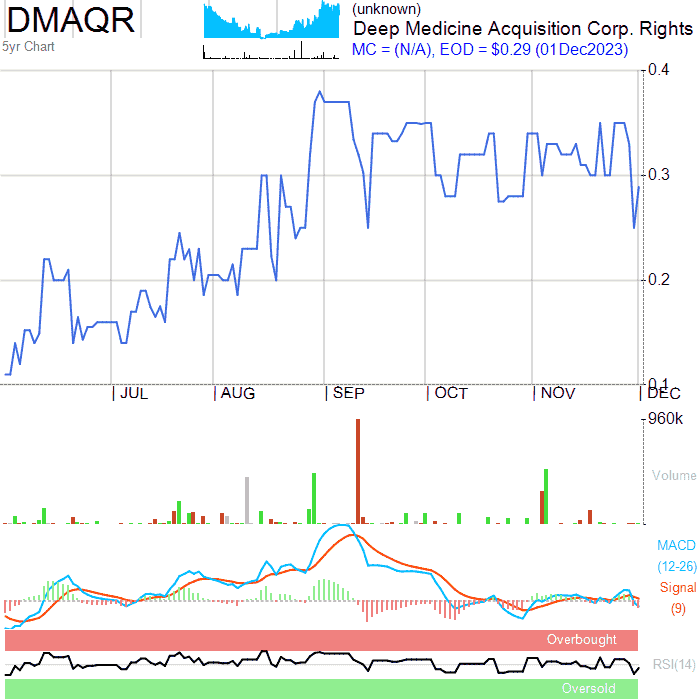 DMAQR
5yr Chart
(unknown)
Deep Medicine Acquisition Corp. Rights
MC = (N/A), EOD = $0.29 (01Dec2023)
0.4
0.3
0.2
0.1
JUL AUG SEP OCT NOV DEC
960k
Volume
MACD
(12-26)
Signal
(9)
Overbought
RSI(14)
Oversold